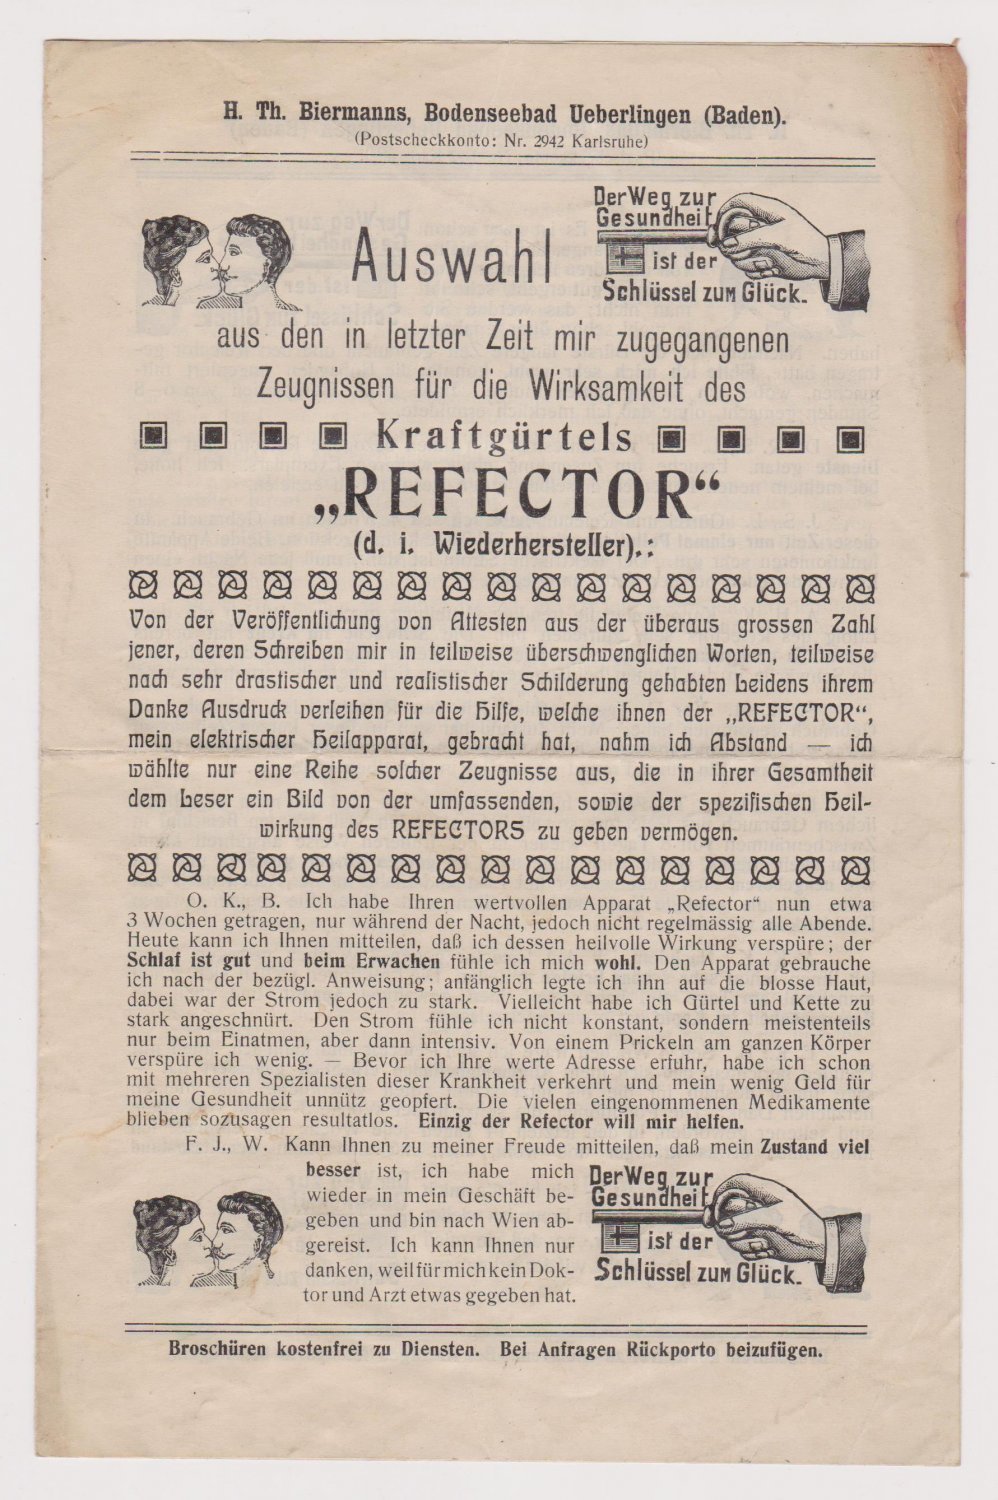 H. Th. Biermanns, Bodenseebad Ueberlingen (Baden).
(Postscheckkonto: Nr. 2942 Karlsruhe)
Der Weg zur
Gesundheit
ist der
Schlüssel zum Glück.
Auswahl
aus den in letzter Zeit mir zugegangenen
Zeugnissen für die Wirksamkeit des
Kraftgürtels
„REFECTOR“
(d. i. Wiederhersteller).:
Von der Veröffentlichung von Attesten aus der überaus grossen Zahl
jener, deren Schreiben mir in teilweise überschwenglichen Worten, teilweise
nach sehr drastischer und realistischer Schilderung gehabten Leidens ihrem
Danke Ausdruck verleihen für die Hilfe, welche ihnen der „REFECTOR“,
mein elektrischer Heilapparat, gebracht hat, nahm ich Abstand — ich
wählte nur eine Reihe solcher Zeugnisse aus, die in ihrer Gesamtheit
dem Leser ein Bild von der umfassenden, sowie der spezifischen Heil-
wirkung des REFECTORS zu geben vermögen.
O. K., B. Ich habe Ihren wertvollen Apparat „Refector“ nun etwa
3 Wochen getragen, nur während der Nacht, jedoch nicht regelmässig alle Abende.
Heute kann ich Ihnen mitteilen, daß ich dessen heilvolle Wirkung verspüre; der
Schlaf ist gut und beim Erwachen fühle ich mich wohl. Den Apparat gebrauche
ich nach der bezügl. Anweisung; anfänglich legte ich ihn auf die blosse Haut,
dabei war der Strom jedoch zu stark. Vielleicht habe ich Gürtel und Kette zu
stark angeschnürt. Den Strom fühle ich nicht konstant, sondern meistenteils
nur beim Einatmen, aber dann intensiv. Von einem Prickeln am ganzen Körper
verspüre ich wenig. — Bevor ich Ihre werte Adresse erfuhr, habe ich schon
mit mehreren Spezialisten dieser Krankheit verkehrt und mein wenig Geld für
meine Gesundheit unnütz geopfert. Die vielen eingenommenen Medikamente
blieben sozusagen resultatlos. Einzig der Refector will mir helfen.
F. J., W. Kann Ihnen zu meiner Freude mitteilen, daß mein Zustand viel
besser ist, ich habe mich
wieder in mein Geschäft be-
geben und bin nach Wien ab-
gereist. Ich kann Ihnen nur
danken, weil für mich kein Dok-
tor und Arzt etwas gegeben hat.
Der Weg zur
Gesundheit
ist der
Schlüssel zum Glück.
Broschüren kostenfrei zu Diensten. Bei Anfragen Rückporto beizufügen.